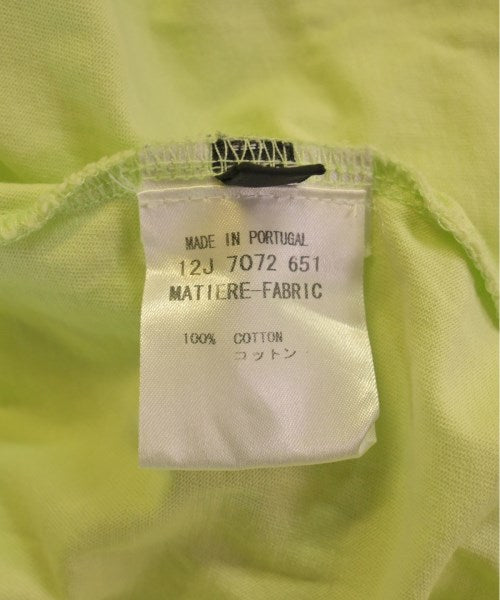 MADE IN PORTUGAL
12J 7072 651
MATIERE-FABRIC
100% COTTON
コットン